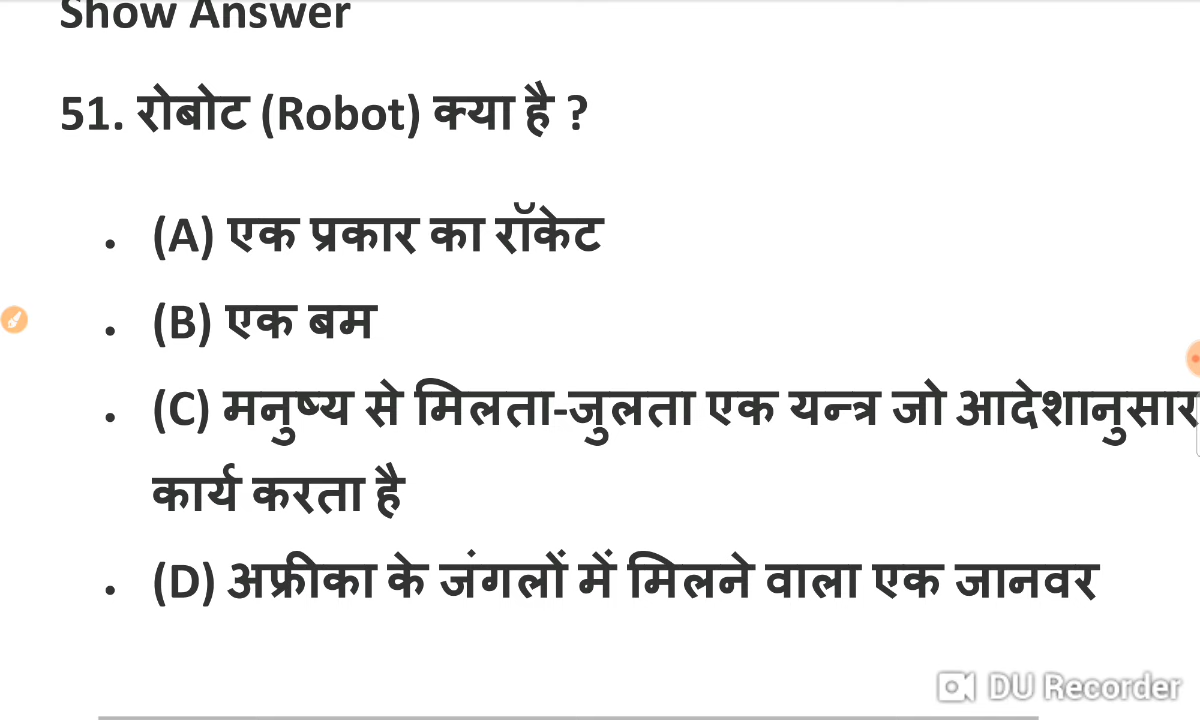 Show Answer
51. रोबोट (Robot) क्या है ?
• (A) एक प्रकार का रॉकेट
• (B) एक बम
• (C) मनुष्य से मिलता-जुलता एक यन्त्र जो आदेशानुसार
कार्य करता है
• (D) अफ्रीका के जंगलों में मिलने वाला एक जानवर
DU Recorder